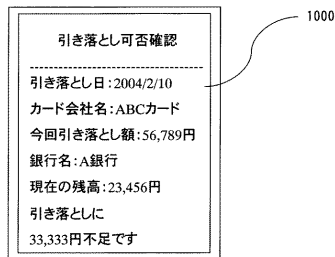 引き落とし可否確認
1000
引き落とし日:2004/2/10
カード会社名:ABCカード
今回引き落とし額:56,789円
銀行名:A銀行
現在の残高:23,456円
引き落としに
33,333円不足です